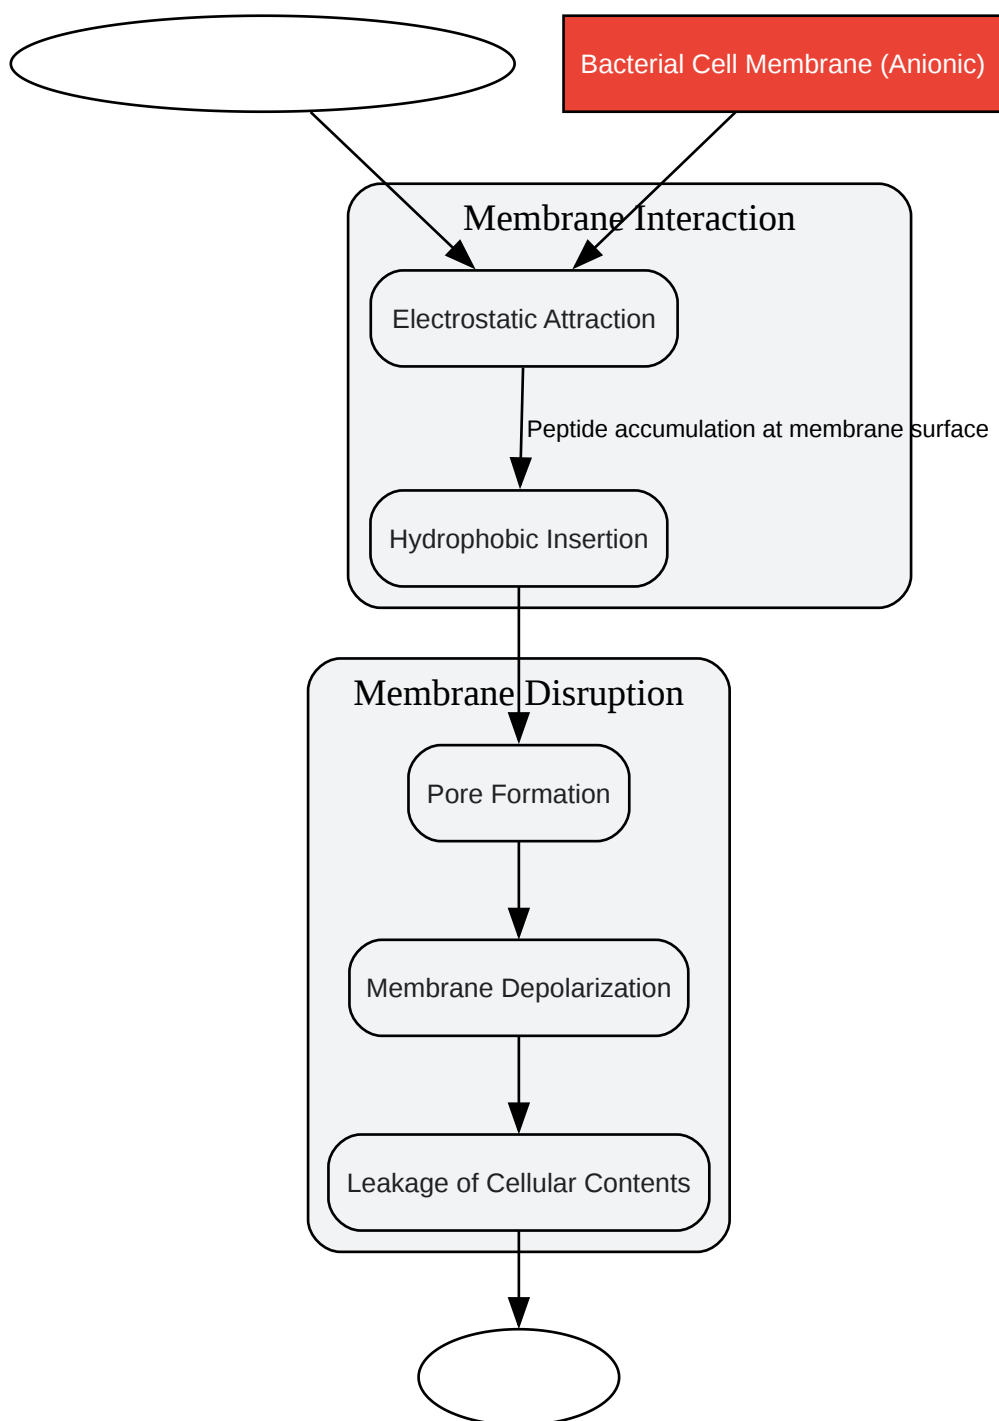 Bacterial Cell Membrane (Anionic)
Membrane Interaction
Electrostatic Attraction
Peptide accumulation at membrane surface
Hydrophobic Insertion
Membrane Disruption
Pore Formation
Membrane Depolarization
Leakage of Cellular Contents